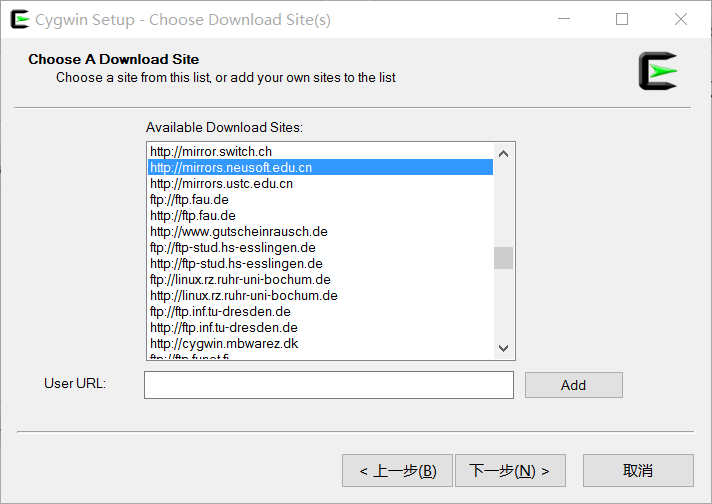 Cygwin Setup - Choose Download Site(s)
Choose A Download Site
Choose a site from this list, or add your own sites to the list
Available Download Sites:
http://mirror.switch.ch
http://mirrors.neusoft.edu.cn
http://mirrors.ustc.edu.cn
ftp://ftp.fau.de
http://ftp.fau.de
http://www.gutscheinrausch.de
ftp://ftp-stud.hs-esslingen.de
http://ftp-stud.hs-esslingen.de
ftp://linux.rz.ruhr-uni-bochum.de
http://linux.rz.ruhr-uni-bochum.de
ftp://ftp.inf.tu-dresden.de
http://ftp.inf.tu-dresden.de
http://cygwin.mbwarez.dk
ftp://ftp.funet.fi
User URL:
Add
< 上一步(B)
下一步(N) >
取消